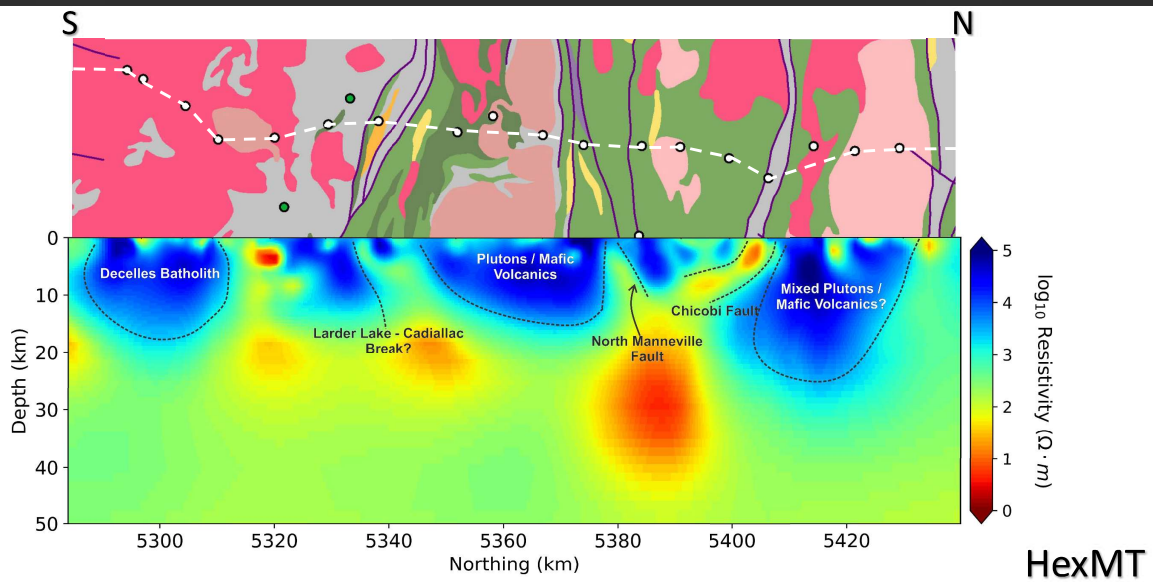 S
N
0
10
20
30
40
50
Depth (km)
Decelles Batholith
Larder Lake - Cadiallac
Break?
Plutons / Mafic
Volcanics
North Manneville
Fault
Chicobi Fault
Mixed Plutons /
Mafic Volcanics?
5300
5320
5340
5360
5380
5400
5420
Northing (km)
5
4
3
2
1
0
log₁₀ Resistivity (Ω · m)
HexMT